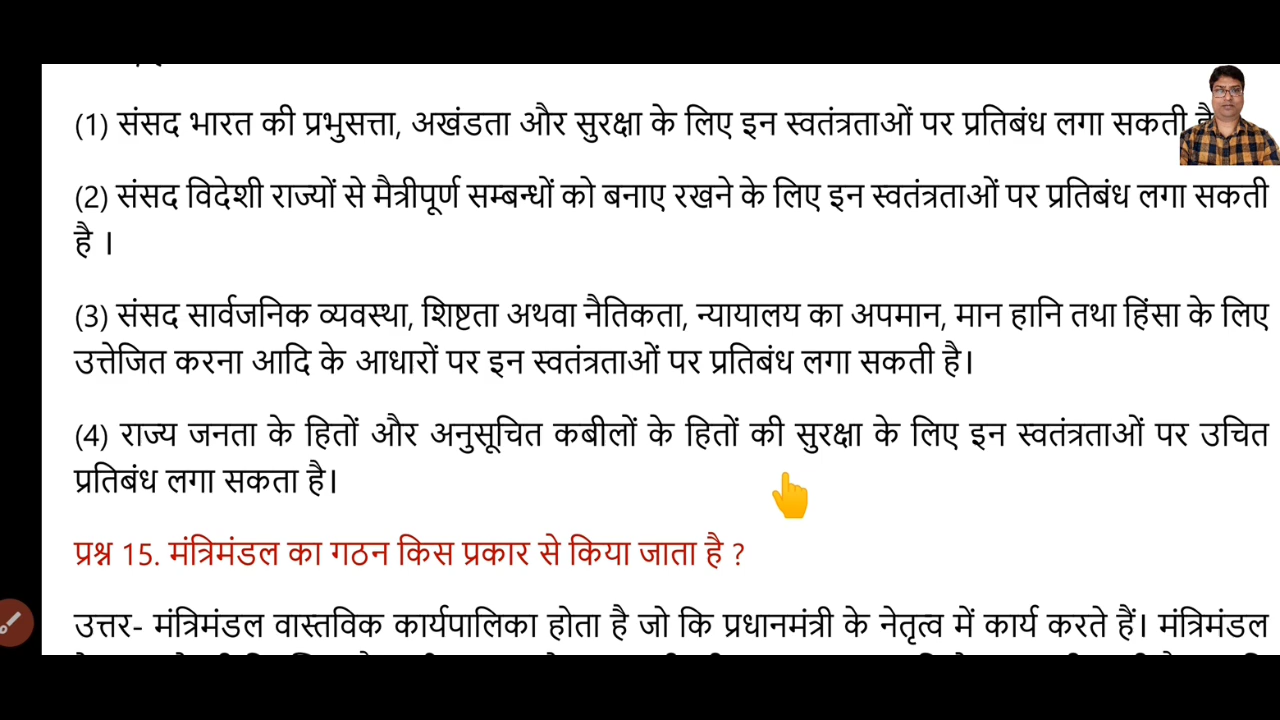 (1) संसद भारत की प्रभुसत्ता, अखंडता और सुरक्षा के लिए इन स्वतंत्रताओं पर प्रतिबंध लगा सकती है
(2) संसद विदेशी राज्यों से मैत्रीपूर्ण सम्बन्धों को बनाए रखने के लिए इन स्वतंत्रताओं पर प्रतिबंध लगा सकती
है ।
(3) संसद सार्वजनिक व्यवस्था, शिष्टता अथवा नैतिकता, न्यायालय का अपमान, मान हानि तथा हिंसा के लिए
उत्तेजित करना आदि के आधारों पर इन स्वतंत्रताओं पर प्रतिबंध लगा सकती है।
(4) राज्य जनता के हितों और अनुसूचित कबीलों के हितों की सुरक्षा के लिए इन स्वतंत्रताओं पर उचित
प्रतिबंध लगा सकता है।
प्रश्न 15. मंत्रिमंडल का गठन किस प्रकार से किया जाता है ?
उत्तर- मंत्रिमंडल वास्तविक कार्यपालिका होता है जो कि प्रधानमंत्री के नेतृत्व में कार्य करते हैं। मंत्रिमंडल